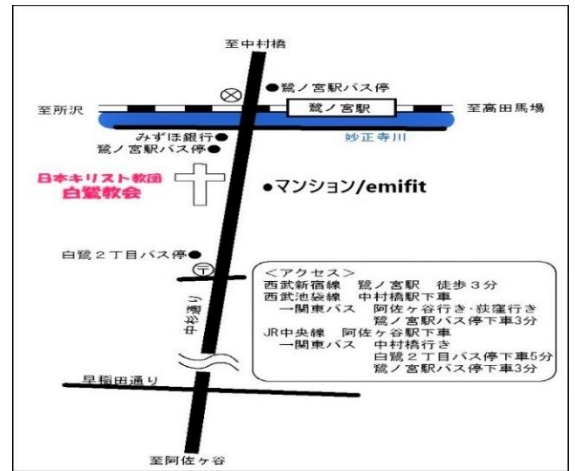 至中村橋
●鷺ノ宮駅バス停
至所沢
鷺ノ宮駅
至高田馬場
みずほ銀行●
妙正寺川
鷺ノ宮駅バス停●
日本キリスト教団
白鷺教会
●マンション/emifit
白鷺2丁目バス停●
〒
中杉通り
<アクセス>
西武新宿線 鷺ノ宮駅 徒歩3分
西武池袋線 中村橋駅下車
―関東バス 阿佐ヶ谷行き・荻窪行き
鷺ノ宮駅バス停下車3分
JR中央線 阿佐ヶ谷駅下車
―関東バス 中村橋行き
白鷺2丁目バス停下車5分
鷺ノ宮駅バス停下車3分
早稲田通り
至阿佐ヶ谷